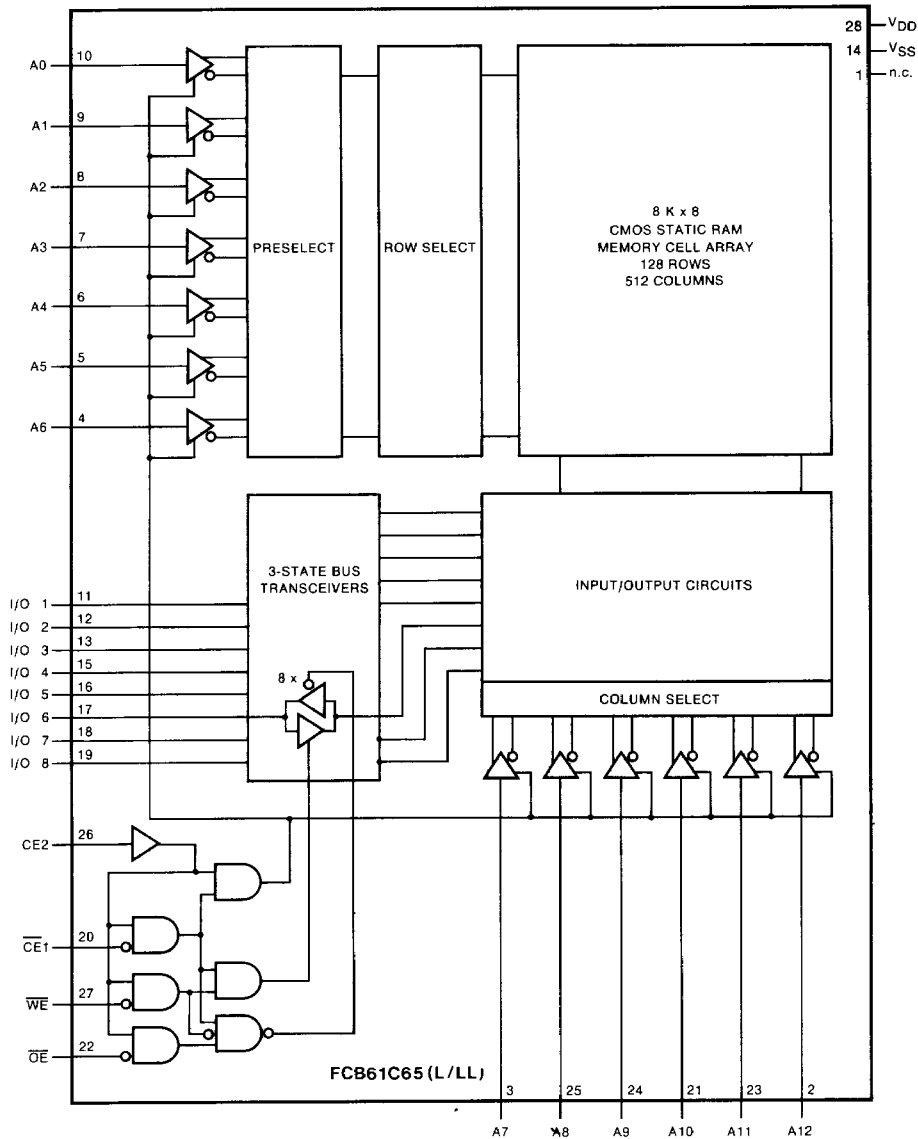 28 VDD
14 VSS
1 n.c.
A0 10
A1 9
A2 8
A3 7
A4 6
A5 5
A6 4
PRESELECT
ROW SELECT
8 K x 8
CMOS STATIC RAM
MEMORY CELL ARRAY
128 ROWS
512 COLUMNS
3-STATE BUS
TRANSCEIVERS
8 x
INPUT/OUTPUT CIRCUITS
COLUMN SELECT
I/O 1 11
I/O 2 12
I/O 3 13
I/O 4 15
I/O 5 16
I/O 6 17
I/O 7 18
I/O 8 19
CE2 26
C̅E̅1̅ 20
W̅E̅ 27
O̅E̅ 22
FCB61C65 (L/LL)
3 25 24 21 23 2
A7 A8 A9 A10 A11 A12